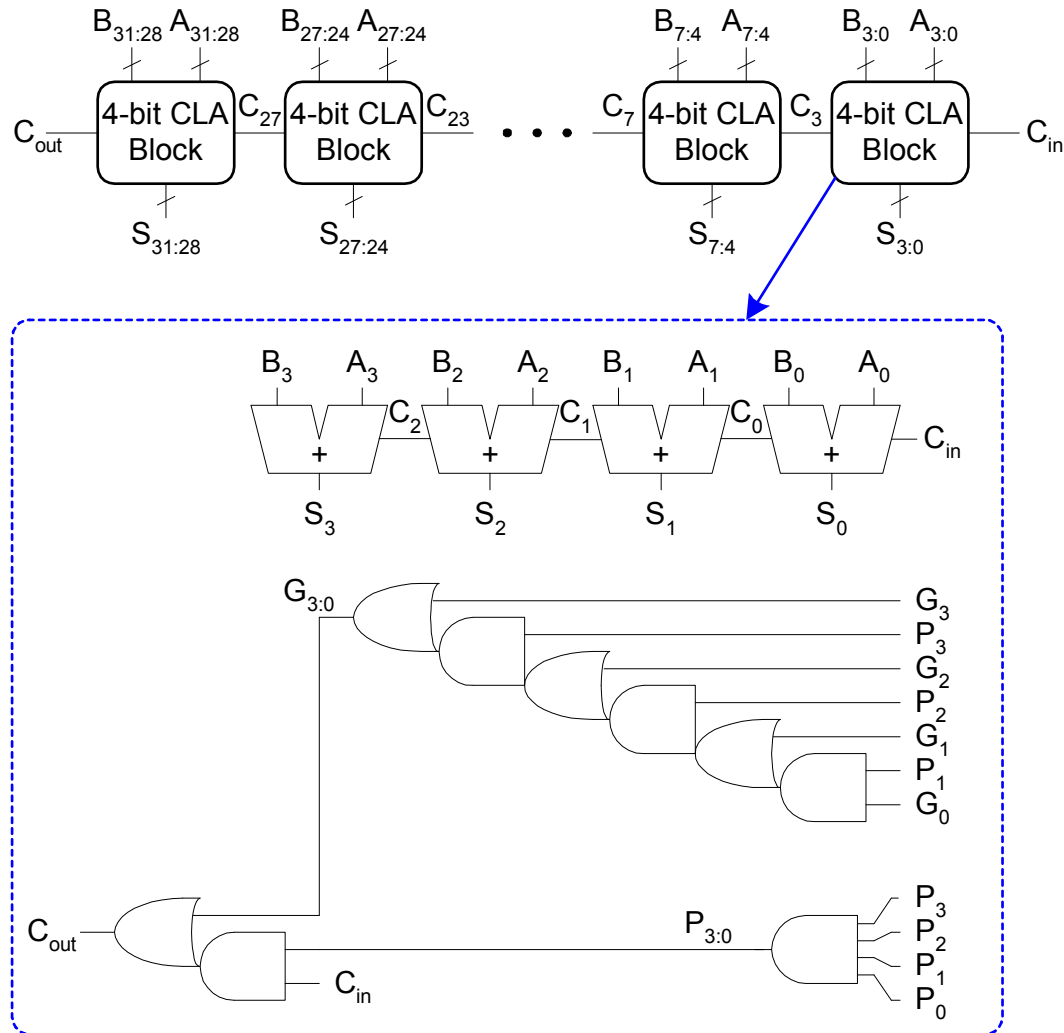 B31:28 A31:28 B27:24 A27:24 B7:4 A7:4 B3:0 A3:0
Cout 4-bit CLA Block C27 4-bit CLA Block C23 • • • C7 4-bit CLA Block C3 4-bit CLA Block Cin
S31:28 S27:24 S7:4 S3:0
B3 A3 B2 A2 B1 A1 B0 A0
+ C2 + C1 + C0 + Cin
S3 S2 S1 S0
G3:0 G3
P3
G2
P2
G1
P1
G0
Cout P3:0 P3
P2
P1
Cin P0